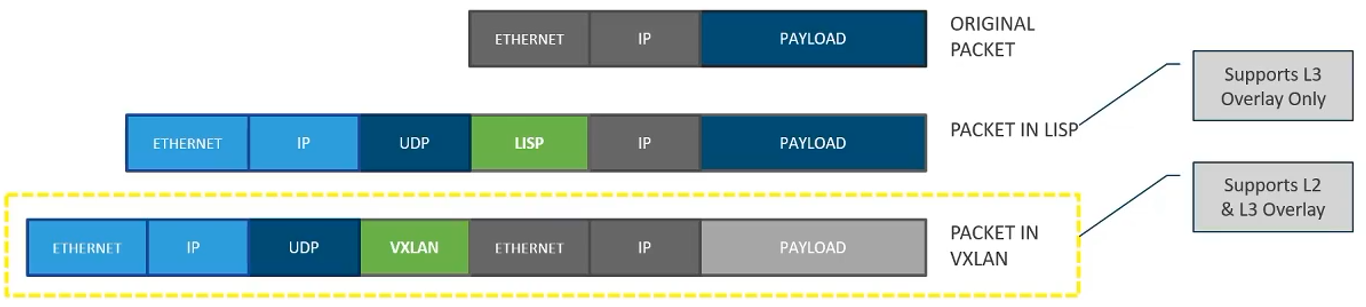 ETHERNET IP PAYLOAD
ORIGINAL
PACKET
Supports L3
Overlay Only
ETHERNET IP UDP LISP IP PAYLOAD
PACKET IN LISP
Supports L2
& L3 Overlay
ETHERNET IP UDP VXLAN ETHERNET IP PAYLOAD
PACKET IN
VXLAN